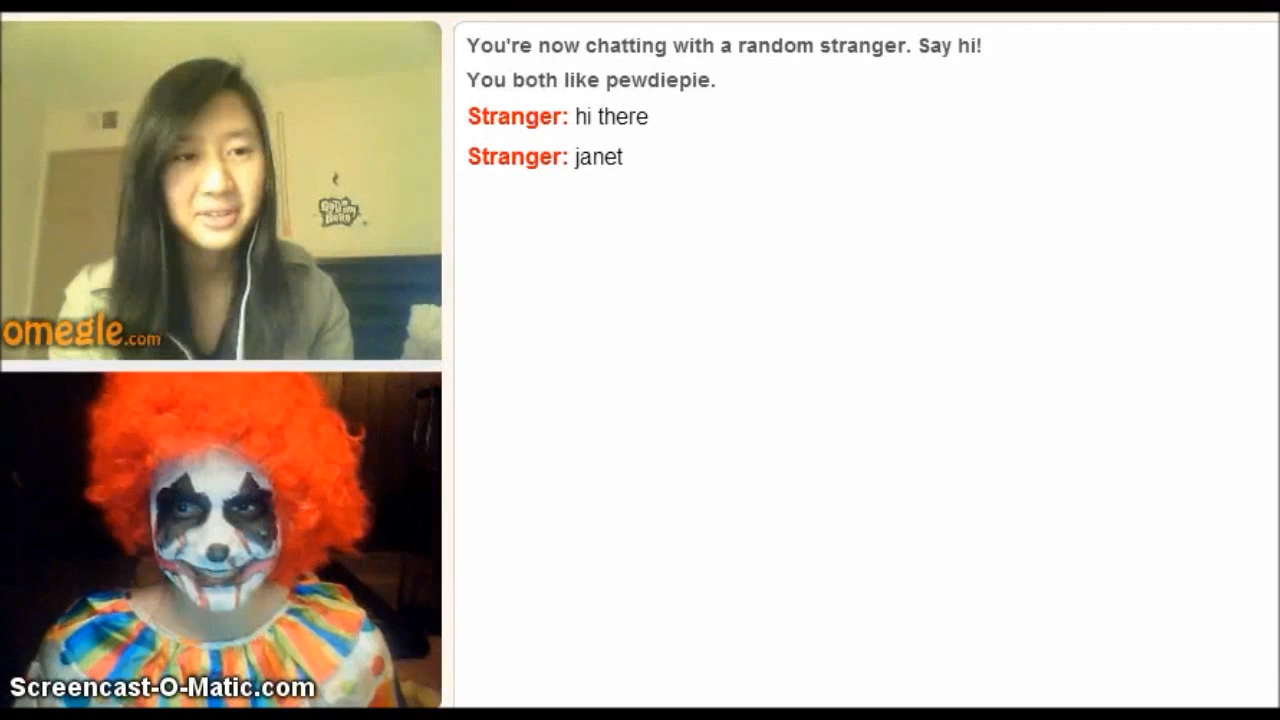 You're now chatting with a random stranger. Say hi!
You both like pewdiepie.
Stranger: hi there
Stranger: janet
omegle.com
Screencast-O-Matic.com